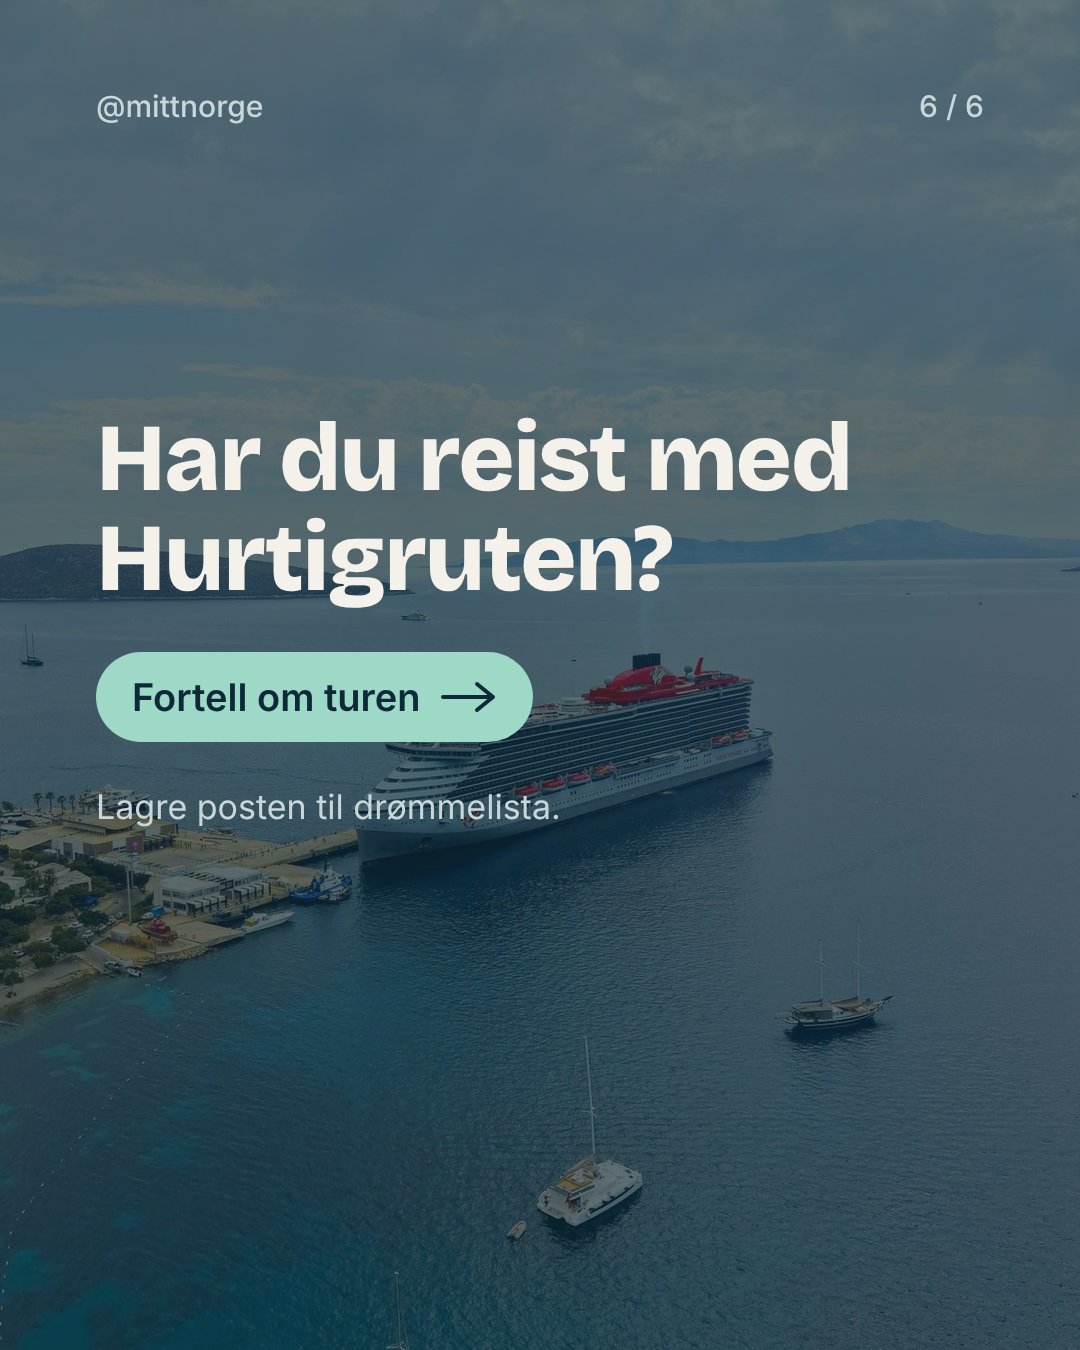 @mittnorge
6 / 6
Har du reist med
Hurtigruten?
Fortell om turen →
Lagre posten til drømmelista.